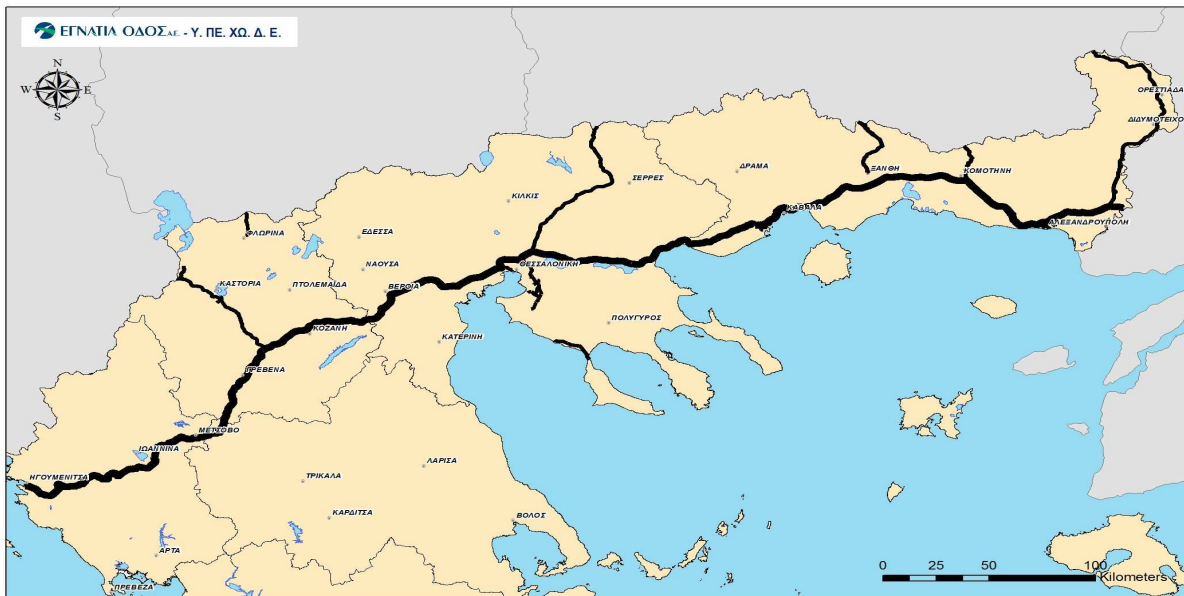 ΕΓΝΑΤΙΑ ΟΔΟΣ Α.Ε. - Υ. ΠΕ. ΧΩ. Δ. Ε.
N
W E
S
ΟΡΕΣΤΙΑΔΑ
ΔΙΔΥΜΟΤΕΙΧΟ
ΔΡΑΜΑ
ΞΑΝΘΗ
ΚΟΜΟΤΗΝΗ
ΣΕΡΡΕΣ
ΚΙΛΚΙΣ
ΚΑΒΑΛΑ
ΑΛΕΞΑΝΔΡΟΥΠΟΛΗ
ΦΛΩΡΙΝΑ
ΕΔΕΣΣΑ
ΝΑΟΥΣΑ
ΘΕΣΣΑΛΟΝΙΚΗ
ΚΑΣΤΟΡΙΑ
ΠΤΟΛΕΜΑΪΔΑ
ΒΕΡΟΙΑ
ΠΟΛΥΓΥΡΟΣ
ΚΟΖΑΝΗ
ΚΑΤΕΡΙΝΗ
ΓΡΕΒΕΝΑ
ΜΕΤΣΟΒΟ
ΙΩΑΝΝΙΝΑ
ΛΑΡΙΣΑ
ΗΓΟΥΜΕΝΙΤΣΑ
ΤΡΙΚΑΛΑ
ΚΑΡΔΙΤΣΑ
ΒΟΛΟΣ
ΑΡΤΑ
ΠΡΕΒΕΖΑ
0 25 50 100
Kilometers